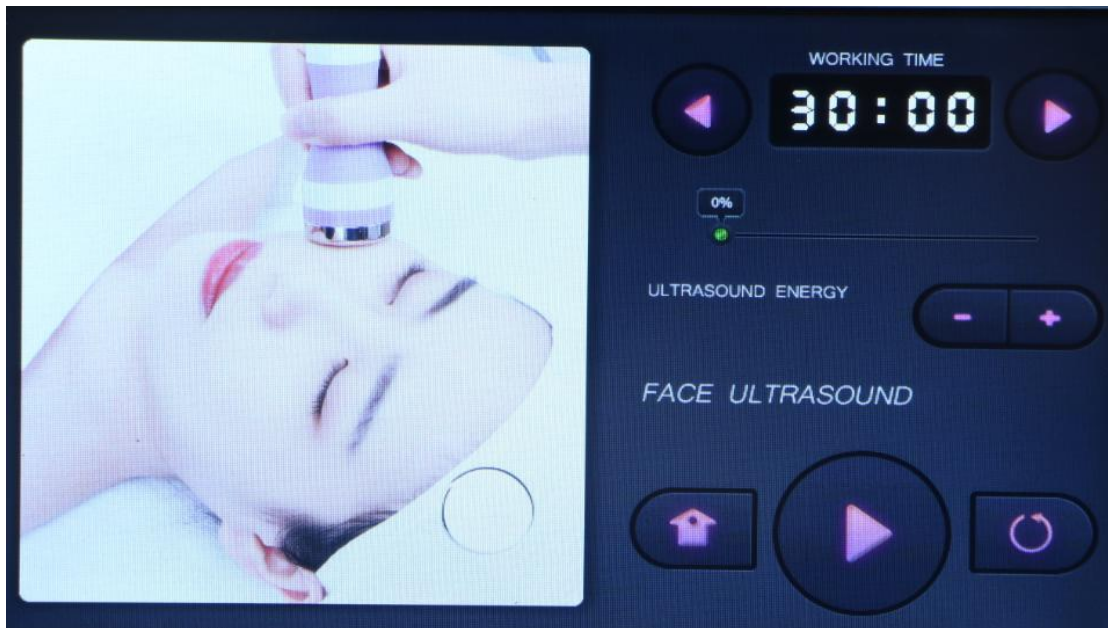 WORKING TIME
30:00
0%
ULTRASOUND ENERGY
- +
FACE ULTRASOUND